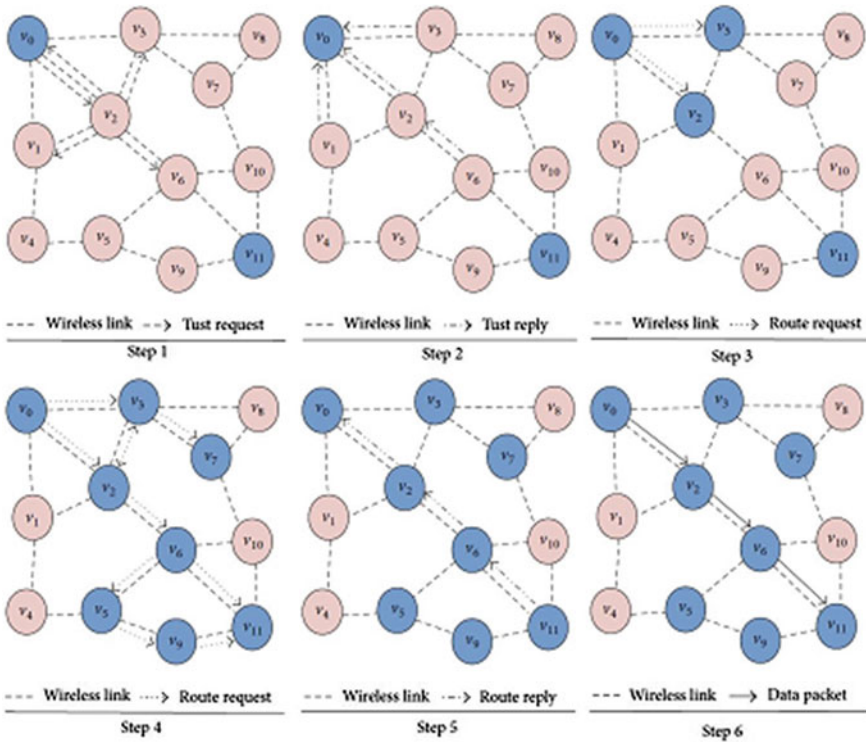 v0 v3 v8
v7
v2
v1
v6 v10
v4 v5
v9 v11
Wireless link Tust request
Step 1
v0 v3 v8
v7
v2
v1
v6 v10
v4 v5
v9 v11
Wireless link Tust reply
Step 2
v0 v3 v8
v7
v2
v1
v6 v10
v4 v5
v9 v11
Wireless link Route request
Step 3
v0 v3 v8
v7
v2
v1
v6 v10
v4 v5
v9 v11
Wireless link Route request
Step 4
v0 v3 v8
v7
v2
v1
v6 v10
v4 v5
v9 v11
Wireless link Route reply
Step 5
v0 v3 v8
v7
v2
v1
v6 v10
v4 v5
v9 v11
Wireless link Data packet
Step 6